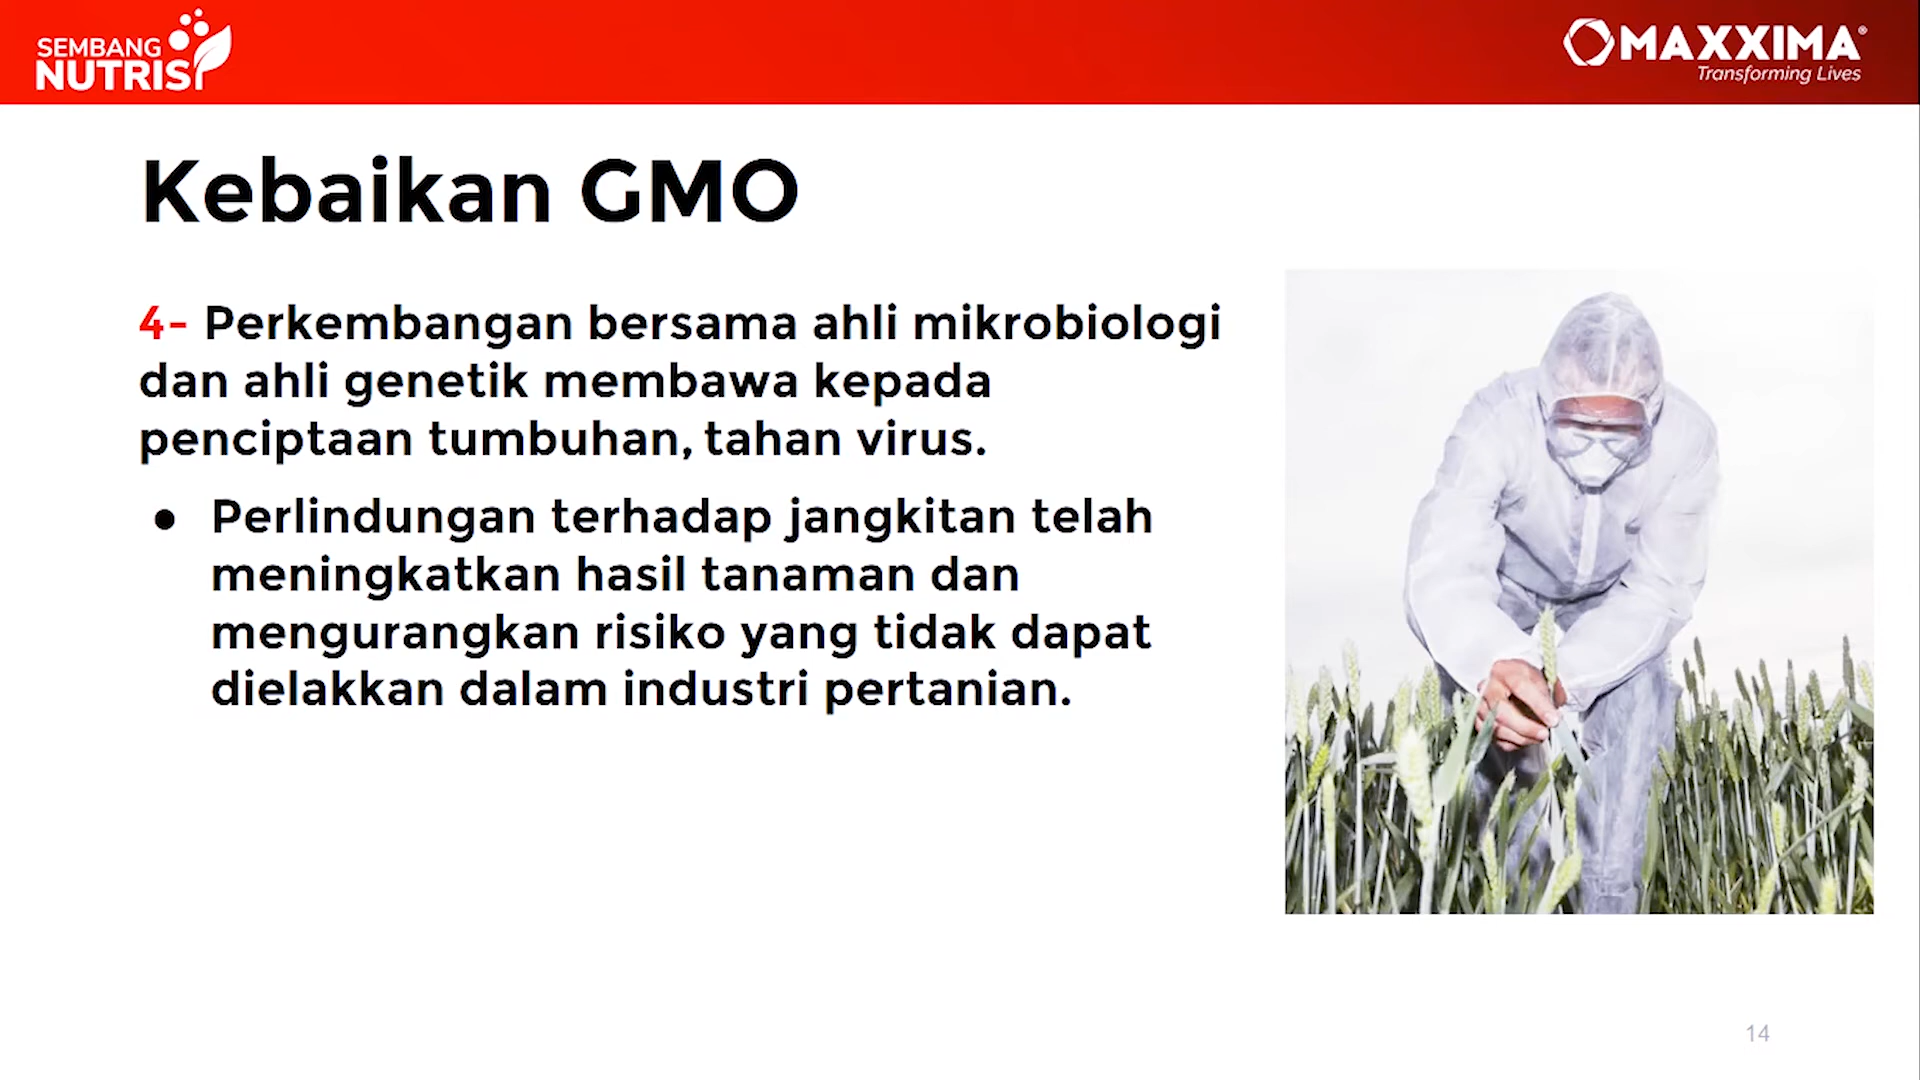 SEMBANG
NUTRISI
MAXXIMA®
Transforming Lives
Kebaikan GMO
4- Perkembangan bersama ahli mikrobiologi
dan ahli genetik membawa kepada
penciptaan tumbuhan, tahan virus.
● Perlindungan terhadap jangkitan telah
meningkatkan hasil tanaman dan
mengurangkan risiko yang tidak dapat
dielakkan dalam industri pertanian.
14